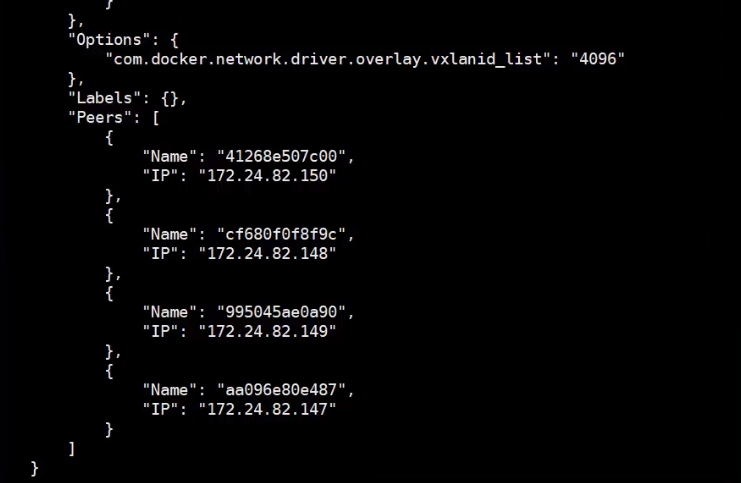 }
},
"Options": {
"com.docker.network.driver.overlay.vxlanid_list": "4096"
},
"Labels": {},
"Peers": [
{
"Name": "41268e507c00",
"IP": "172.24.82.150"
},
{
"Name": "cf680f0f8f9c",
"IP": "172.24.82.148"
},
{
"Name": "995045ae0a90",
"IP": "172.24.82.149"
},
{
"Name": "aa096e80e487",
"IP": "172.24.82.147"
}
]
}